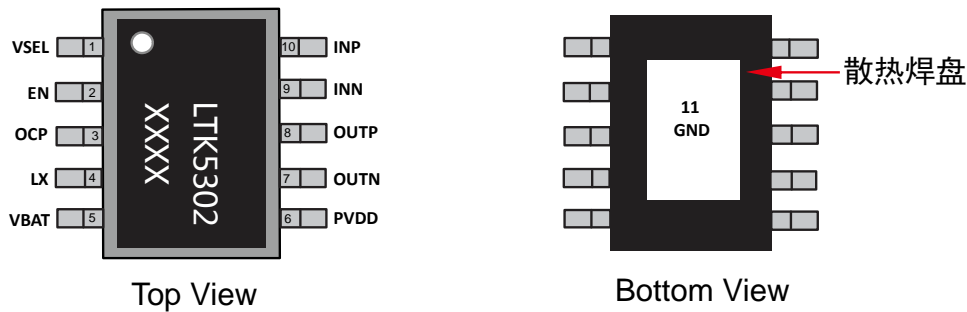 VSEL 1
EN 2
OCP 3
LX 4
VBAT 5
10 INP
9 INN
8 OUTP
7 OUTN
6 PVDD
LTK5302
XXXX
Top View
11
GND
散热焊盘
Bottom View